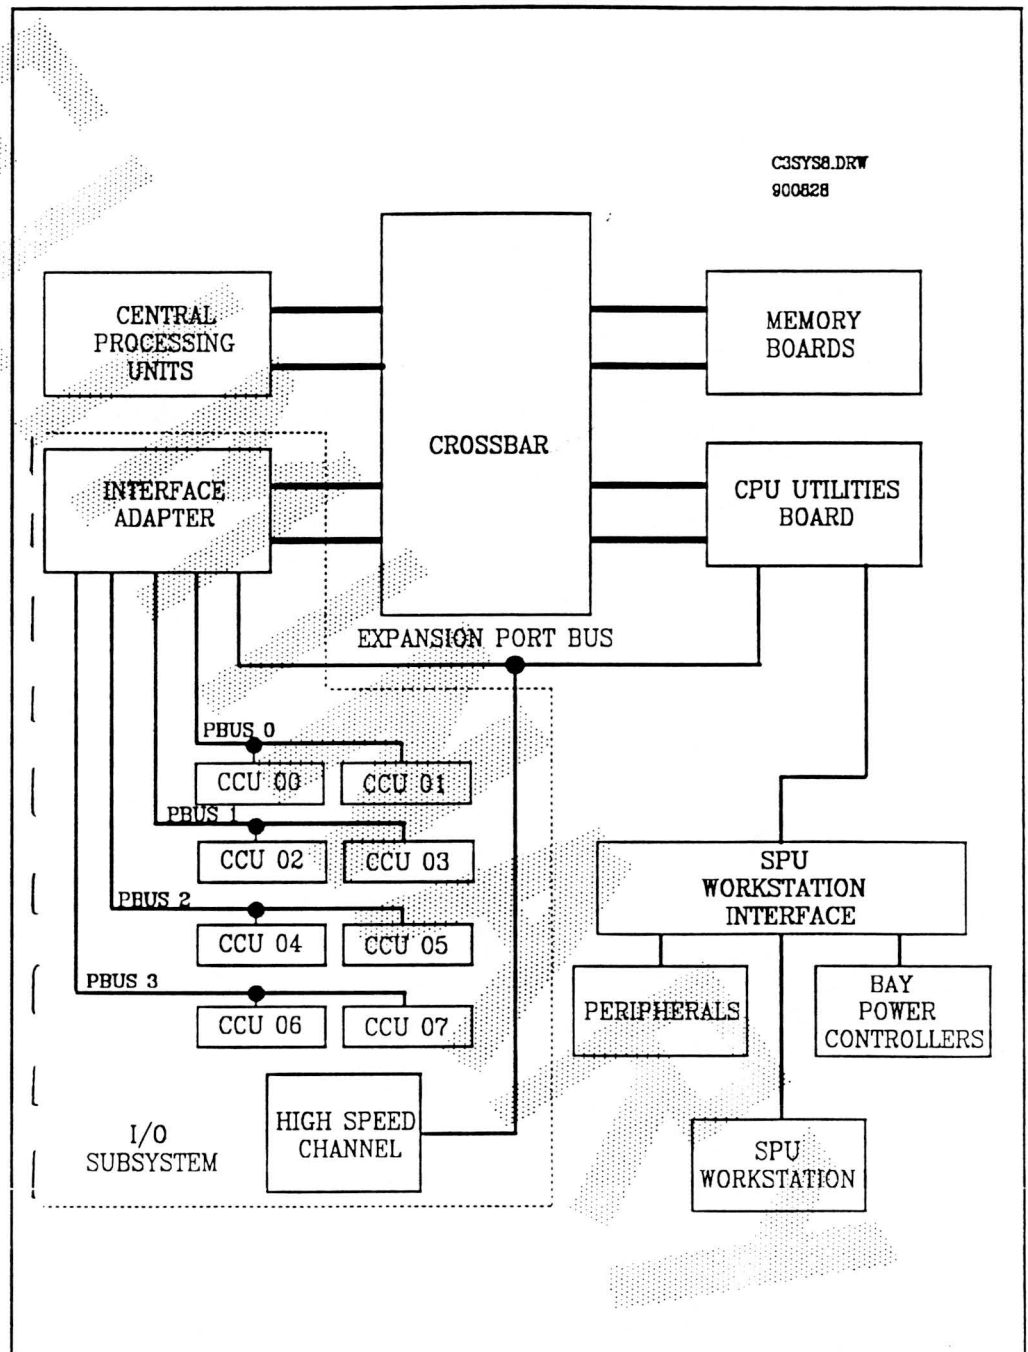 C3SYS8.DRW
900828
CENTRAL
PROCESSING
UNITS
MEMORY
BOARDS
CROSSBAR
INTERFACE
ADAPTER
CPU UTILITIES
BOARD
EXPANSION PORT BUS
PBUS 0
CCU 00
CCU 01
PBUS 1
CCU 02
CCU 03
PBUS 2
CCU 04
CCU 05
PBUS 3
CCU 06
CCU 07
SPU
WORKSTATION
INTERFACE
PERIPHERALS
BAY
POWER
CONTROLLERS
HIGH SPEED
CHANNEL
I/O
SUBSYSTEM
SPU
WORKSTATION